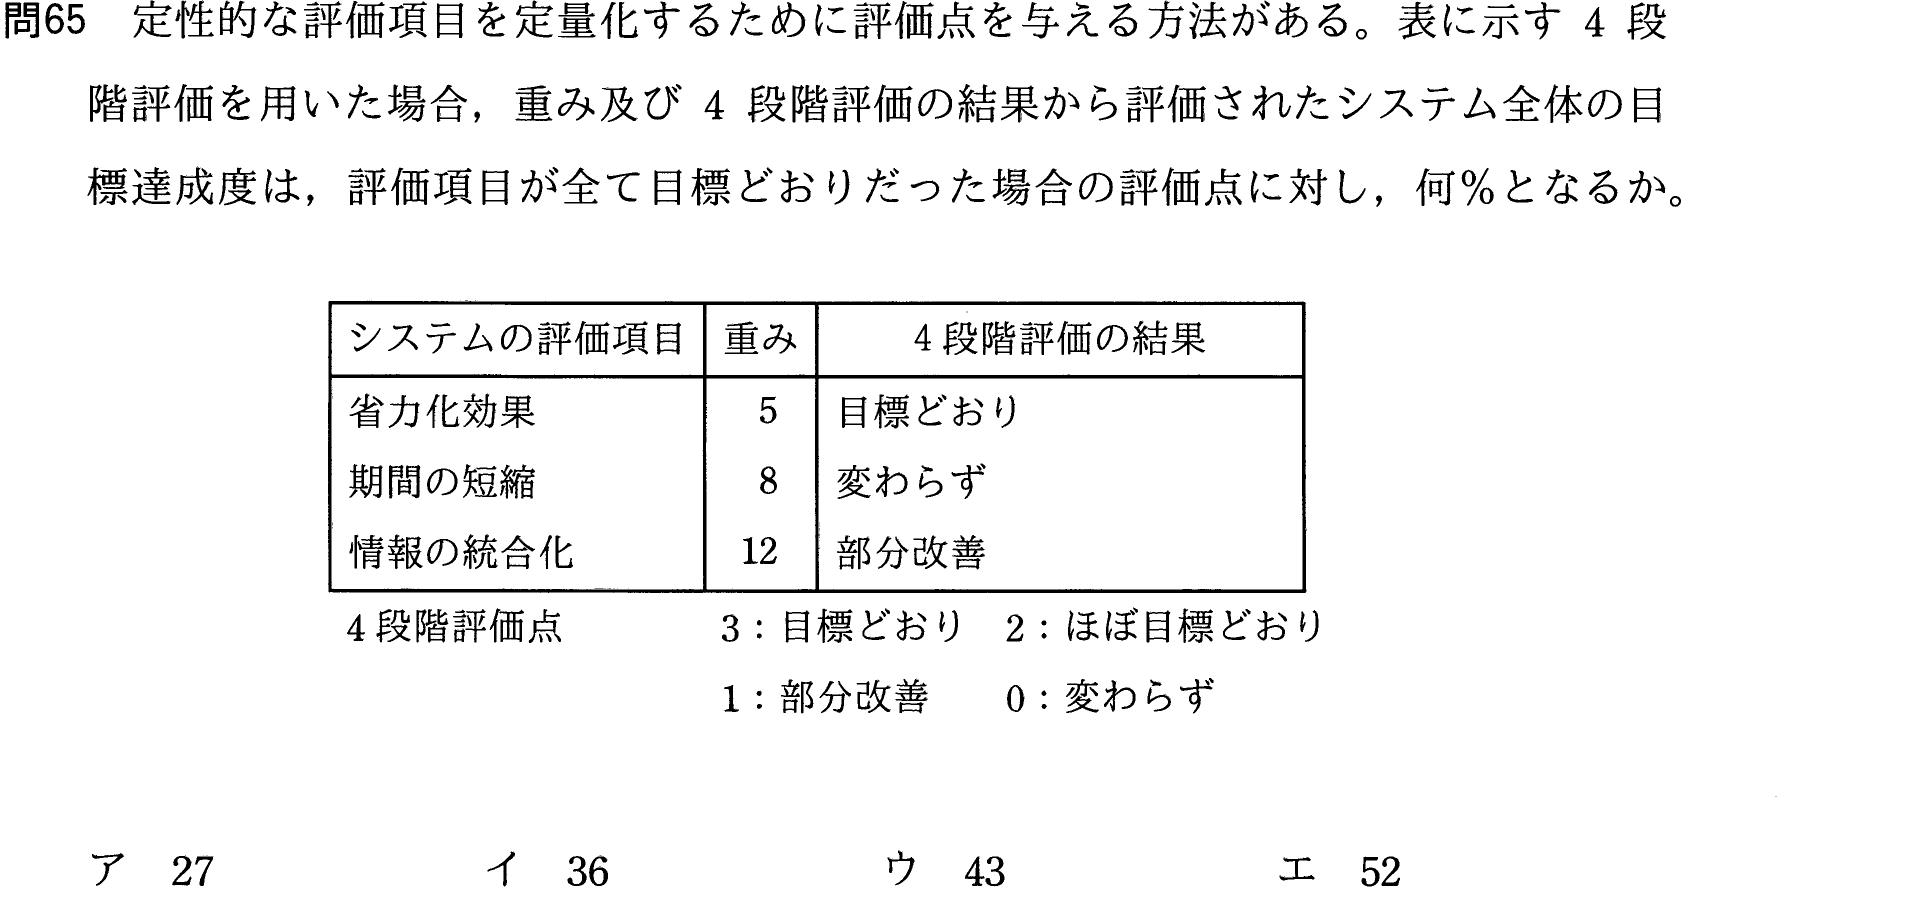 問65 定性的な評価項目を定量化するために評価点を与える方法がある。表に示す 4 段
階評価を用いた場合，重み及び 4 段階評価の結果から評価されたシステム全体の目
標達成度は，評価項目が全て目標どおりだった場合の評価点に対し，何％となるか。
システムの評価項目 重み 4段階評価の結果
省力化効果 5 目標どおり
期間の短縮 8 変わらず
情報の統合化 12 部分改善
4段階評価点 3：目標どおり 2：ほぼ目標どおり
1：部分改善 0：変わらず
ア 27 イ 36 ウ 43 エ 52